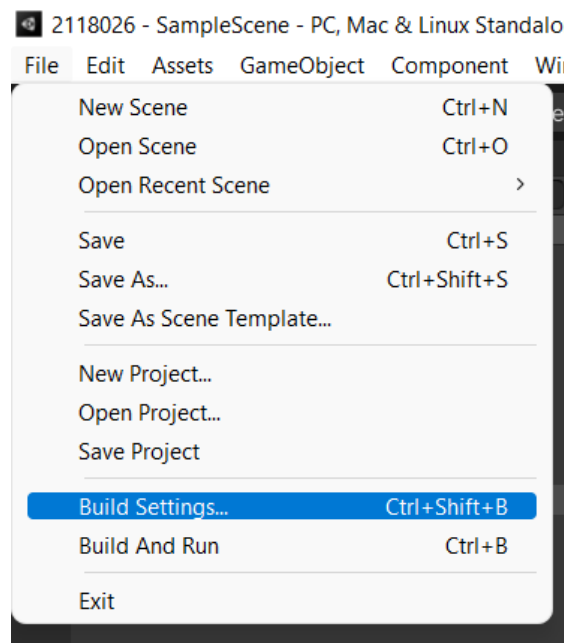 2118026 - SampleScene - PC, Mac & Linux Standalo
File Edit Assets GameObject Component
New Scene Ctrl+N
Open Scene Ctrl+O
Open Recent Scene
Save Ctrl+S
Save As... Ctrl+Shift+S
Save As Scene Template...
New Project...
Open Project...
Save Project
Build Settings... Ctrl+Shift+B
Build And Run Ctrl+B
Exit